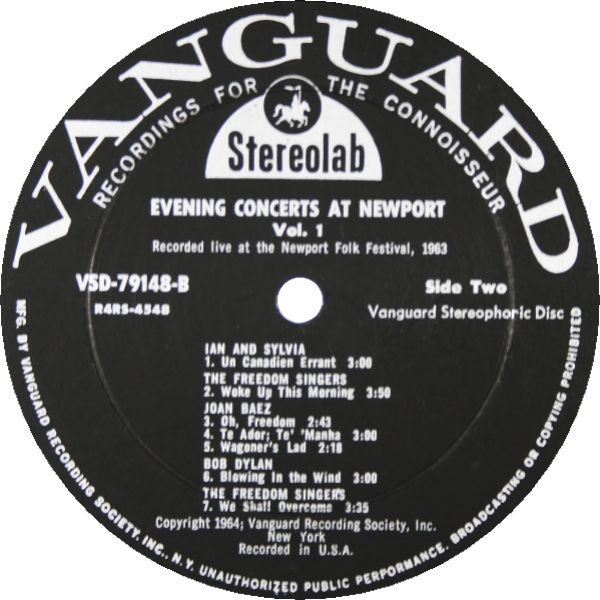 VANGUARD
RECORDINGS FOR THE CONNOISSEUR
Stereolab
EVENING CONCERTS AT NEWPORT
Vol. 1
Recorded live at the Newport Folk Festival, 1963
VSD-79148-B
R4RS-4548
Side Two
Vanguard Stereophonic Disc
IAN AND SYLVIA
1. Un Canadien Errant 3:00
THE FREEDOM SINGERS
2. Woke Up This Morning 3:50
JOAN BAEZ
3. Oh, Freedom 2:43
4. Te Ador; Te' 'Manha 3:00
5. Wagoner's Lad 2:18
BOB DYLAN
6. Blowing in the Wind 3:00
THE FREEDOM SINGERS
7. We Shall Overcome 3:35
Copyright 1964; Vanguard Recording Society, Inc.
New York
Recorded in U.S.A.
MFG. BY VANGUARD RECORDING SOCIETY, INC., N.Y. UNAUTHORIZED PUBLIC PERFORMANCE, BROADCASTING OR COPYING PROHIBITED